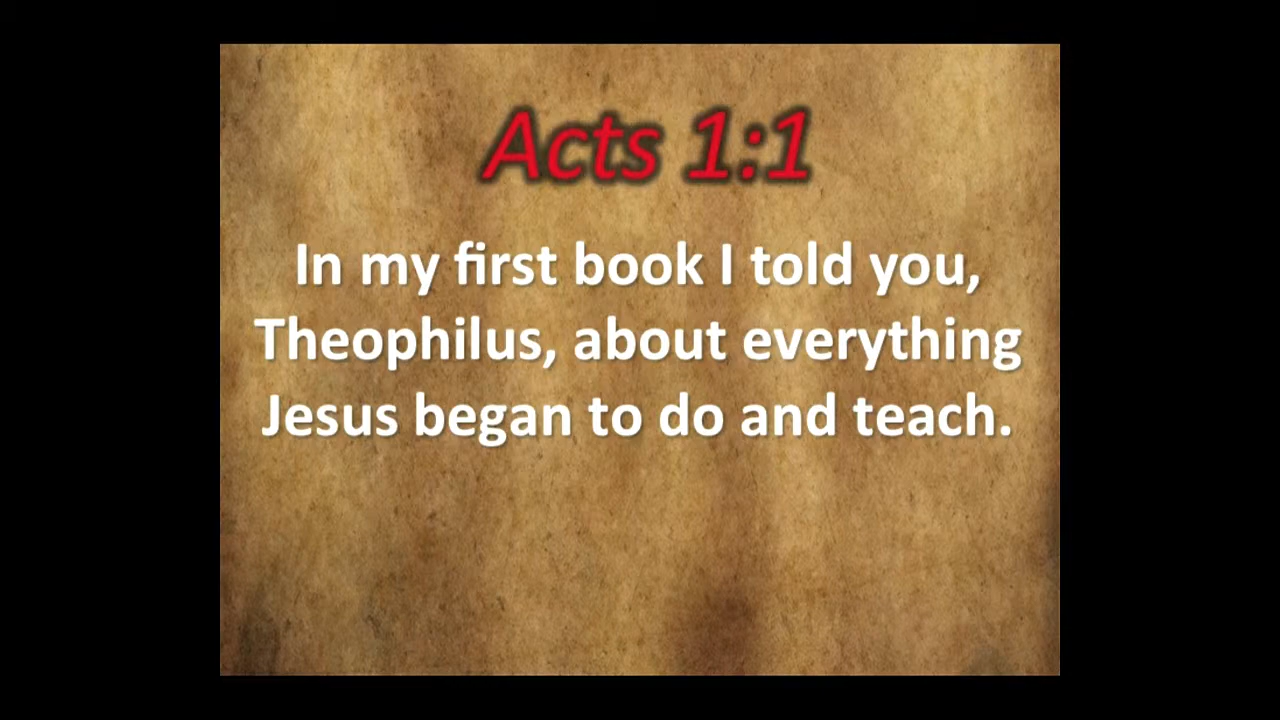 Acts 1:1
In my first book I told you,
Theophilus, about everything
Jesus began to do and teach.